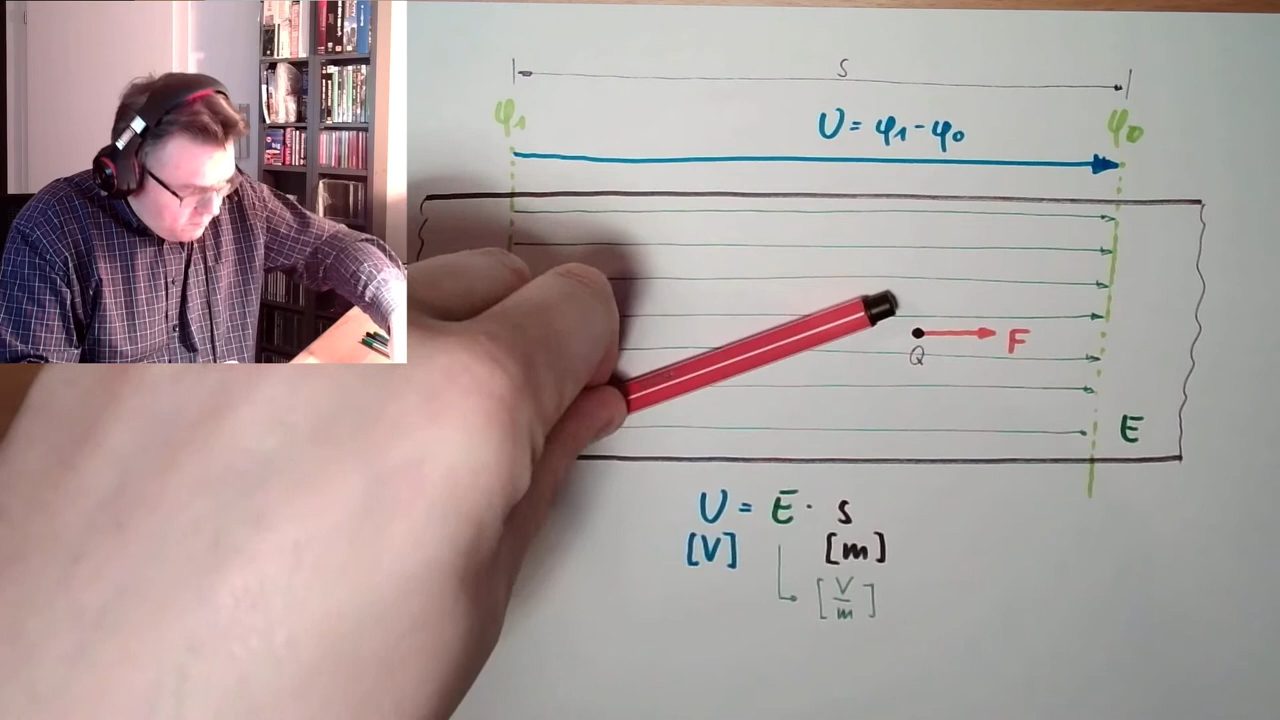 s
φ₁
U = φ₁ - φ₀
φ₀
Q
F
E
U = E · s
[V] [m]
[V/m]